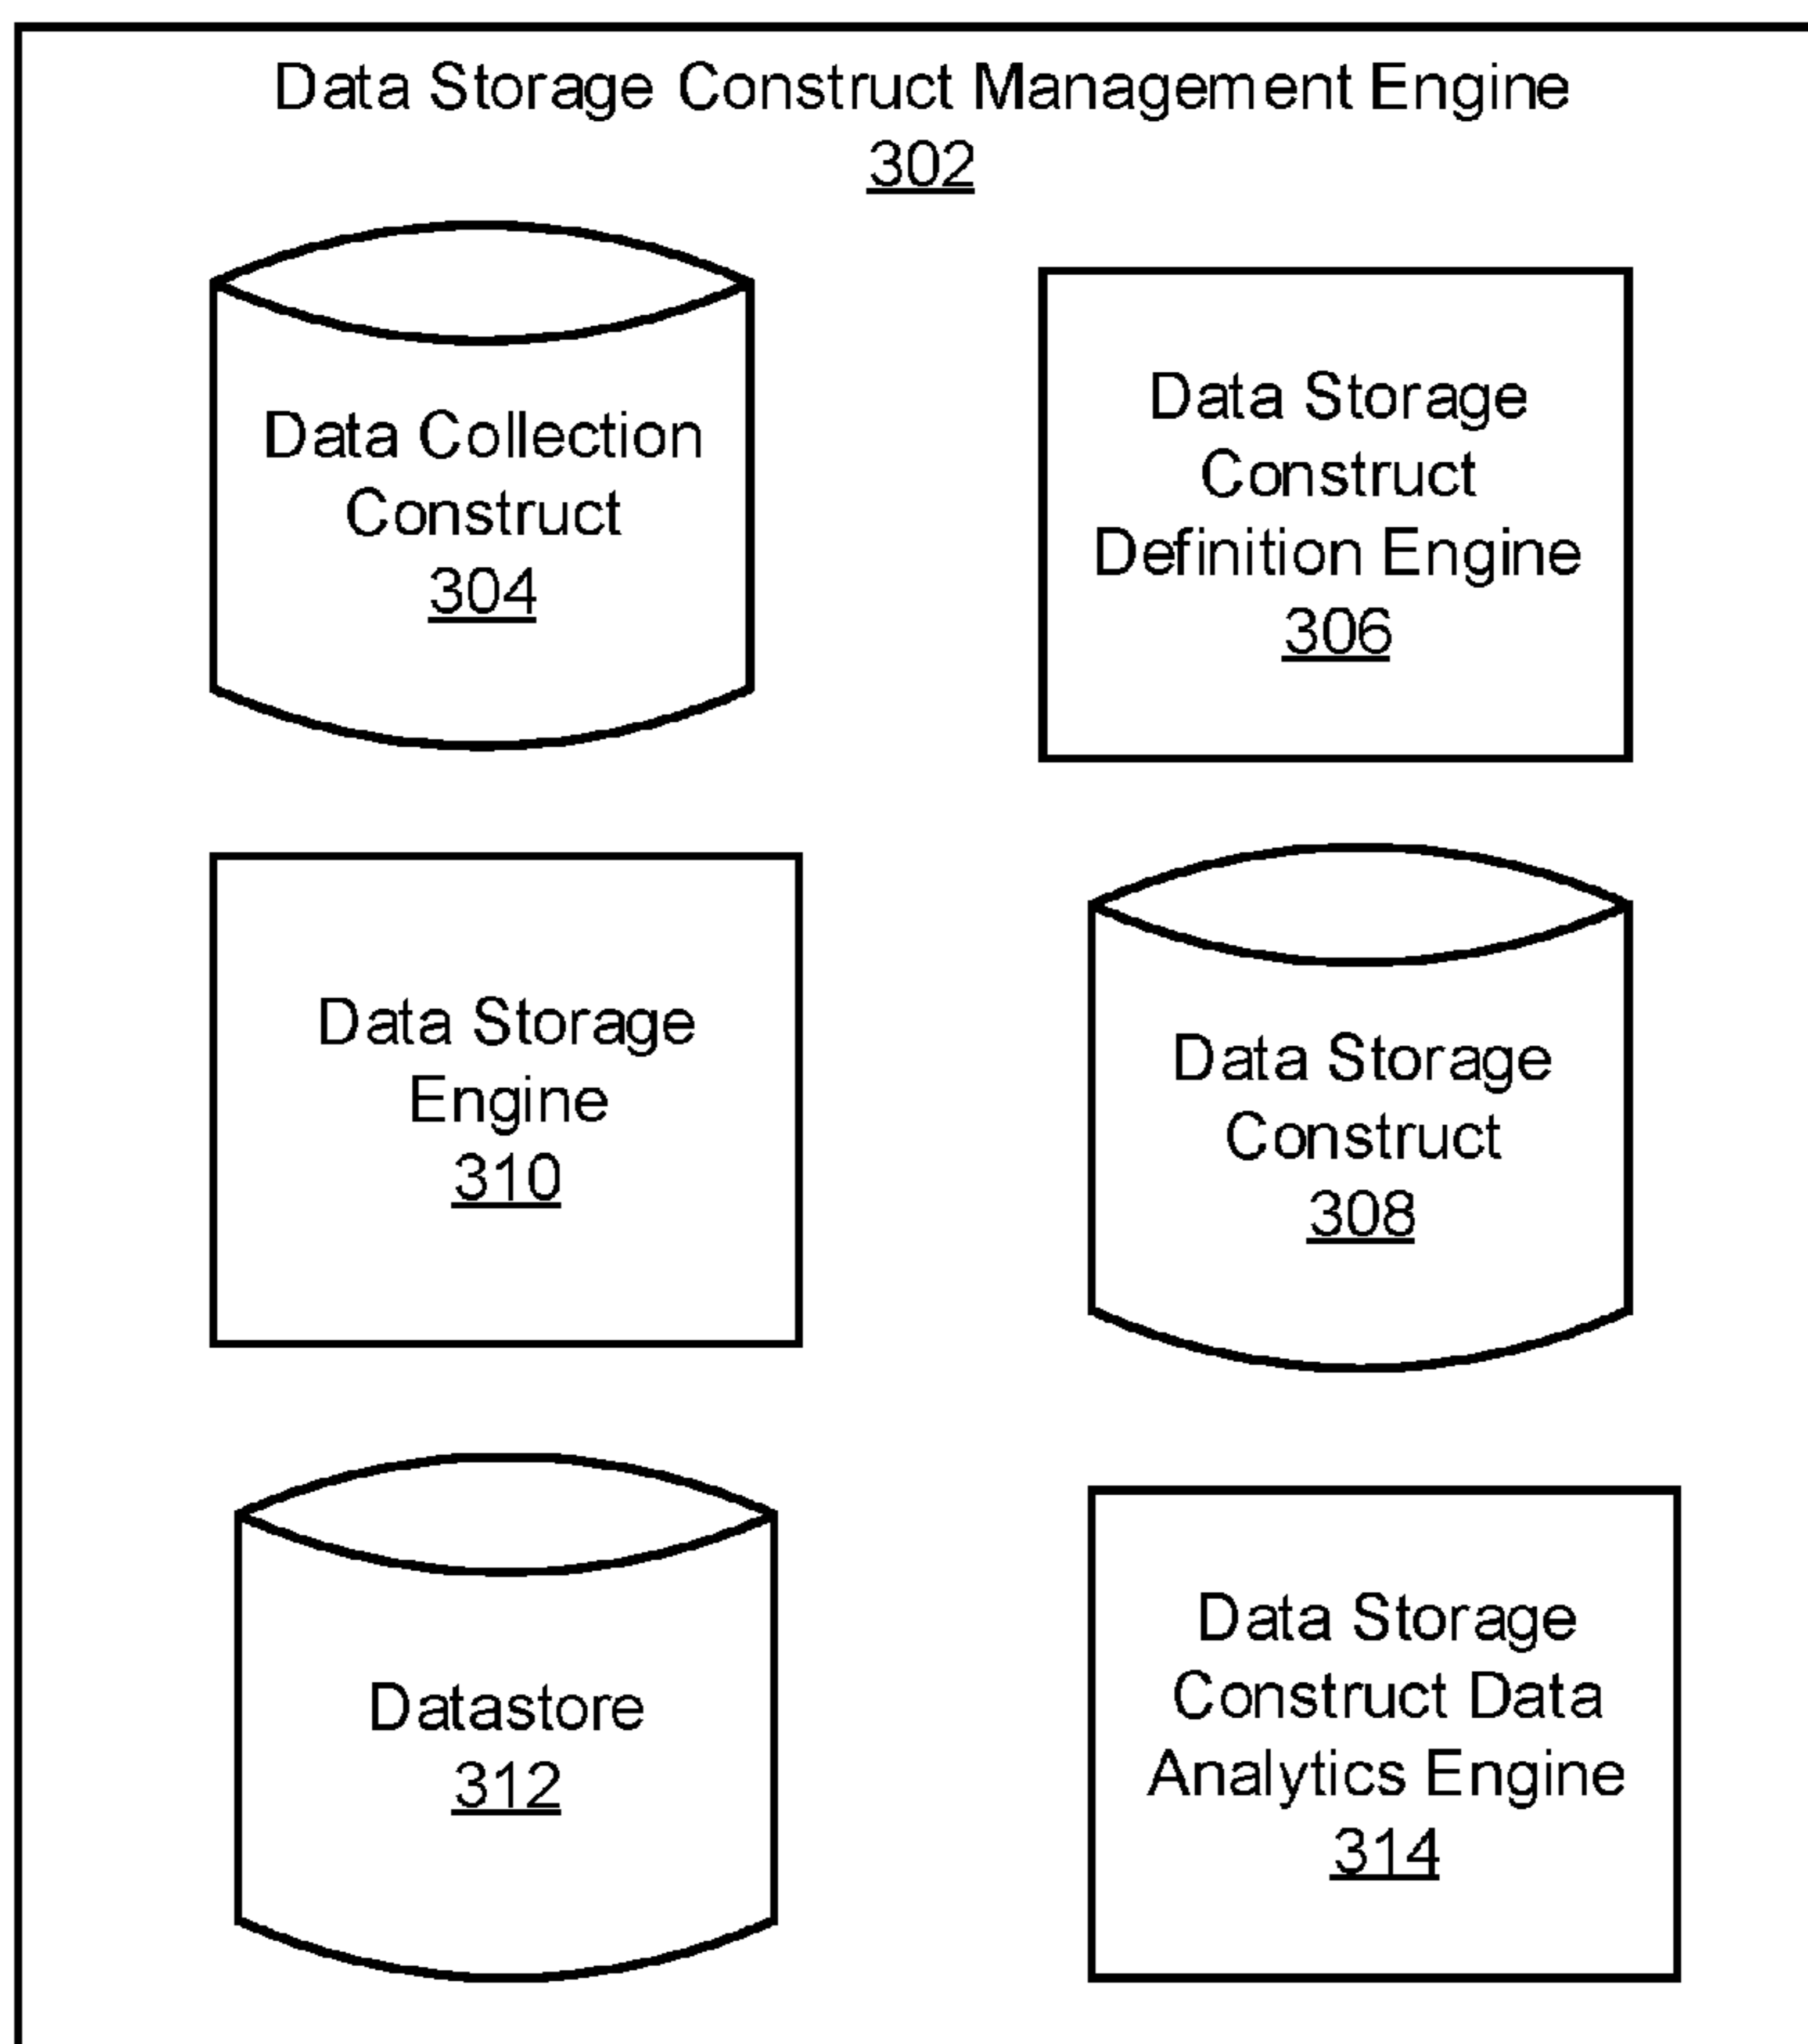 Data Storage Construct Management Engine
302
Data Collection
Construct
304
Data Storage
Construct
Definition Engine
306
Data Storage
Engine
310
Data Storage
Construct
308
Datastore
312
Data Storage
Construct Data
Analytics Engine
314